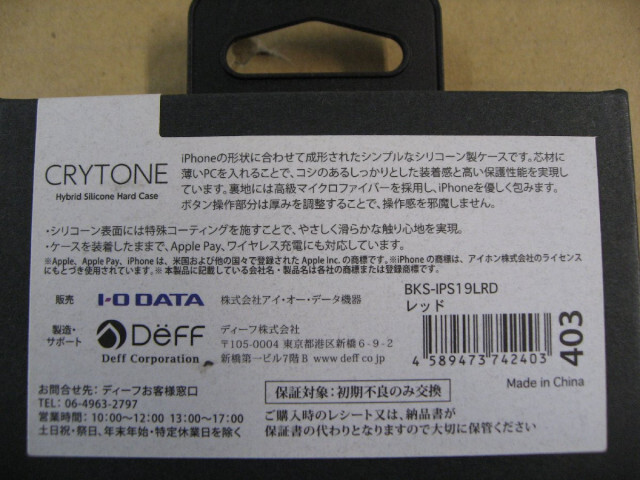 CRYTONE
Hybrid Silicone Hard Case
iPhoneの形状に合わせて成形されたシンプルなシリコーン製ケースです。芯材に
薄いPCを入れることで、コシのあるしっかりとした装着感と高い保護性能を実現し
ています。裏地には高級マイクロファイバーを採用し、iPhoneを優しく包みます。
ボタン操作部分は厚みを調整することで、操作感を邪魔しません。
・シリコーン表面には特殊コーティングを施すことで、やさしく滑らかな触り心地を実現。
・ケースを装着したままで、Apple Pay、ワイヤレス充電にも対応しています。
※Apple、Apple Pay、iPhone は、米国および他の国々で登録された Apple Inc. の商標です。※iPhone の商標は、アイホン株式会社のライセンス
にもとづき使用されています。※ 本製品に記載している会社名・製品名は各社の商標または登録商標です。
販売 I-O DATA 株式会社アイ・オー・データ機器
製造・
サポート
DēFF
Deff Corporation
ディーフ株式会社
〒105-0004 東京都港区新橋 6-9-2
新橋第一ビル7階 B www.deff.co.jp
BKS-IPS19LRD
レッド
4 589473 742403
403
Made in China
お問合せ先：ディーフお客様窓口
TEL: 06-4963-2797
営業時間：10:00～12:00 13:00～17:00
土日祝・祭日、年末年始・特定休業日を除く
保証対象：初期不良のみ交換
ご購入時のレシート又は、納品書が
保証書の代わりとなりますので大切に保管ください